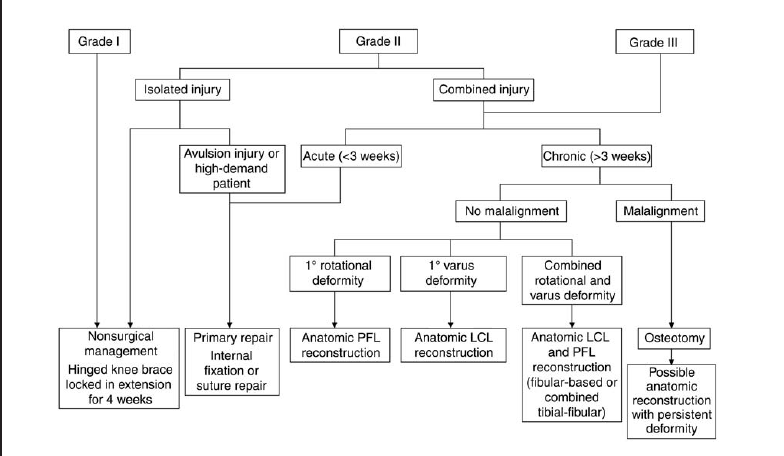 Grade I
Grade II
Grade III
Isolated injury
Combined injury
Avulsion injury or
high-demand
patient
Acute (<3 weeks)
Chronic (>3 weeks)
No malalignment
Malalignment
1° rotational
deformity
1° varus
deformity
Combined
rotational and
varus deformity
Nonsurgical
management
Hinged knee brace
locked in extension
for 4 weeks
Primary repair
Internal
fixation or
suture repair
Anatomic PFL
reconstruction
Anatomic LCL
reconstruction
Anatomic LCL
and PFL
reconstruction
(fibular-based or
combined
tibial-fibular)
Osteotomy
Possible
anatomic
reconstruction
with persistent
deformity